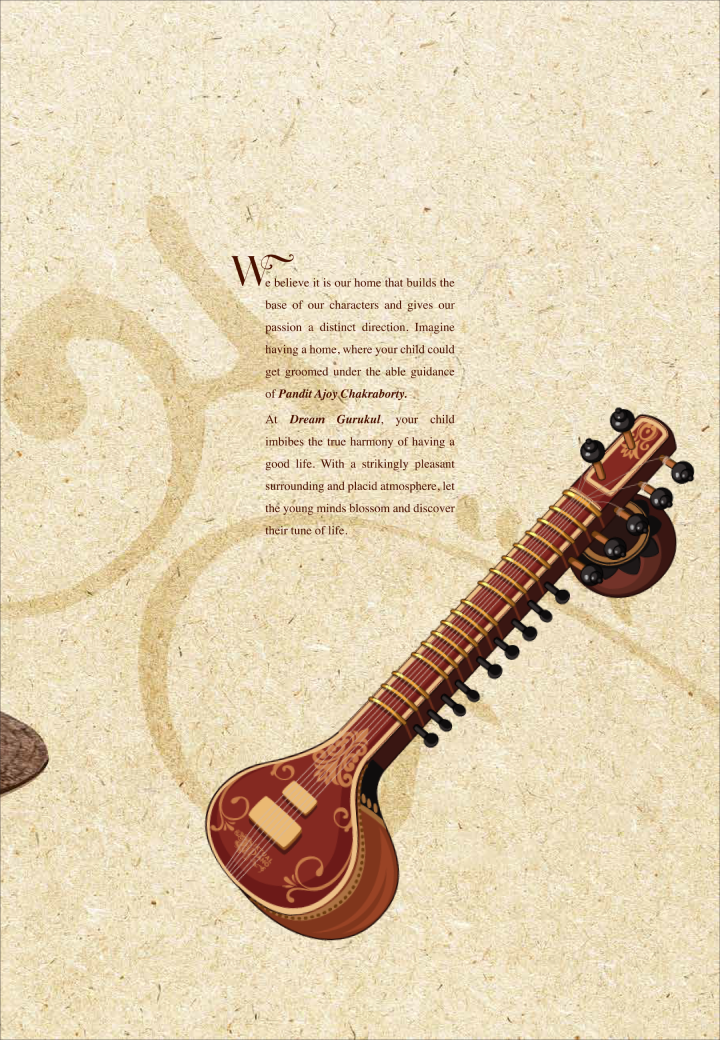 We believe it is our home that builds the
base of our characters and gives our
passion a distinct direction. Imagine
having a home, where your child could
get groomed under the able guidance
of Pandit Ajoy Chakraborty.
At Dream Gurukul, your child
imbibes the true harmony of having a
good life. With a strikingly pleasant
surrounding and placid atmosphere, let
the young minds blossom and discover
their tune of life.